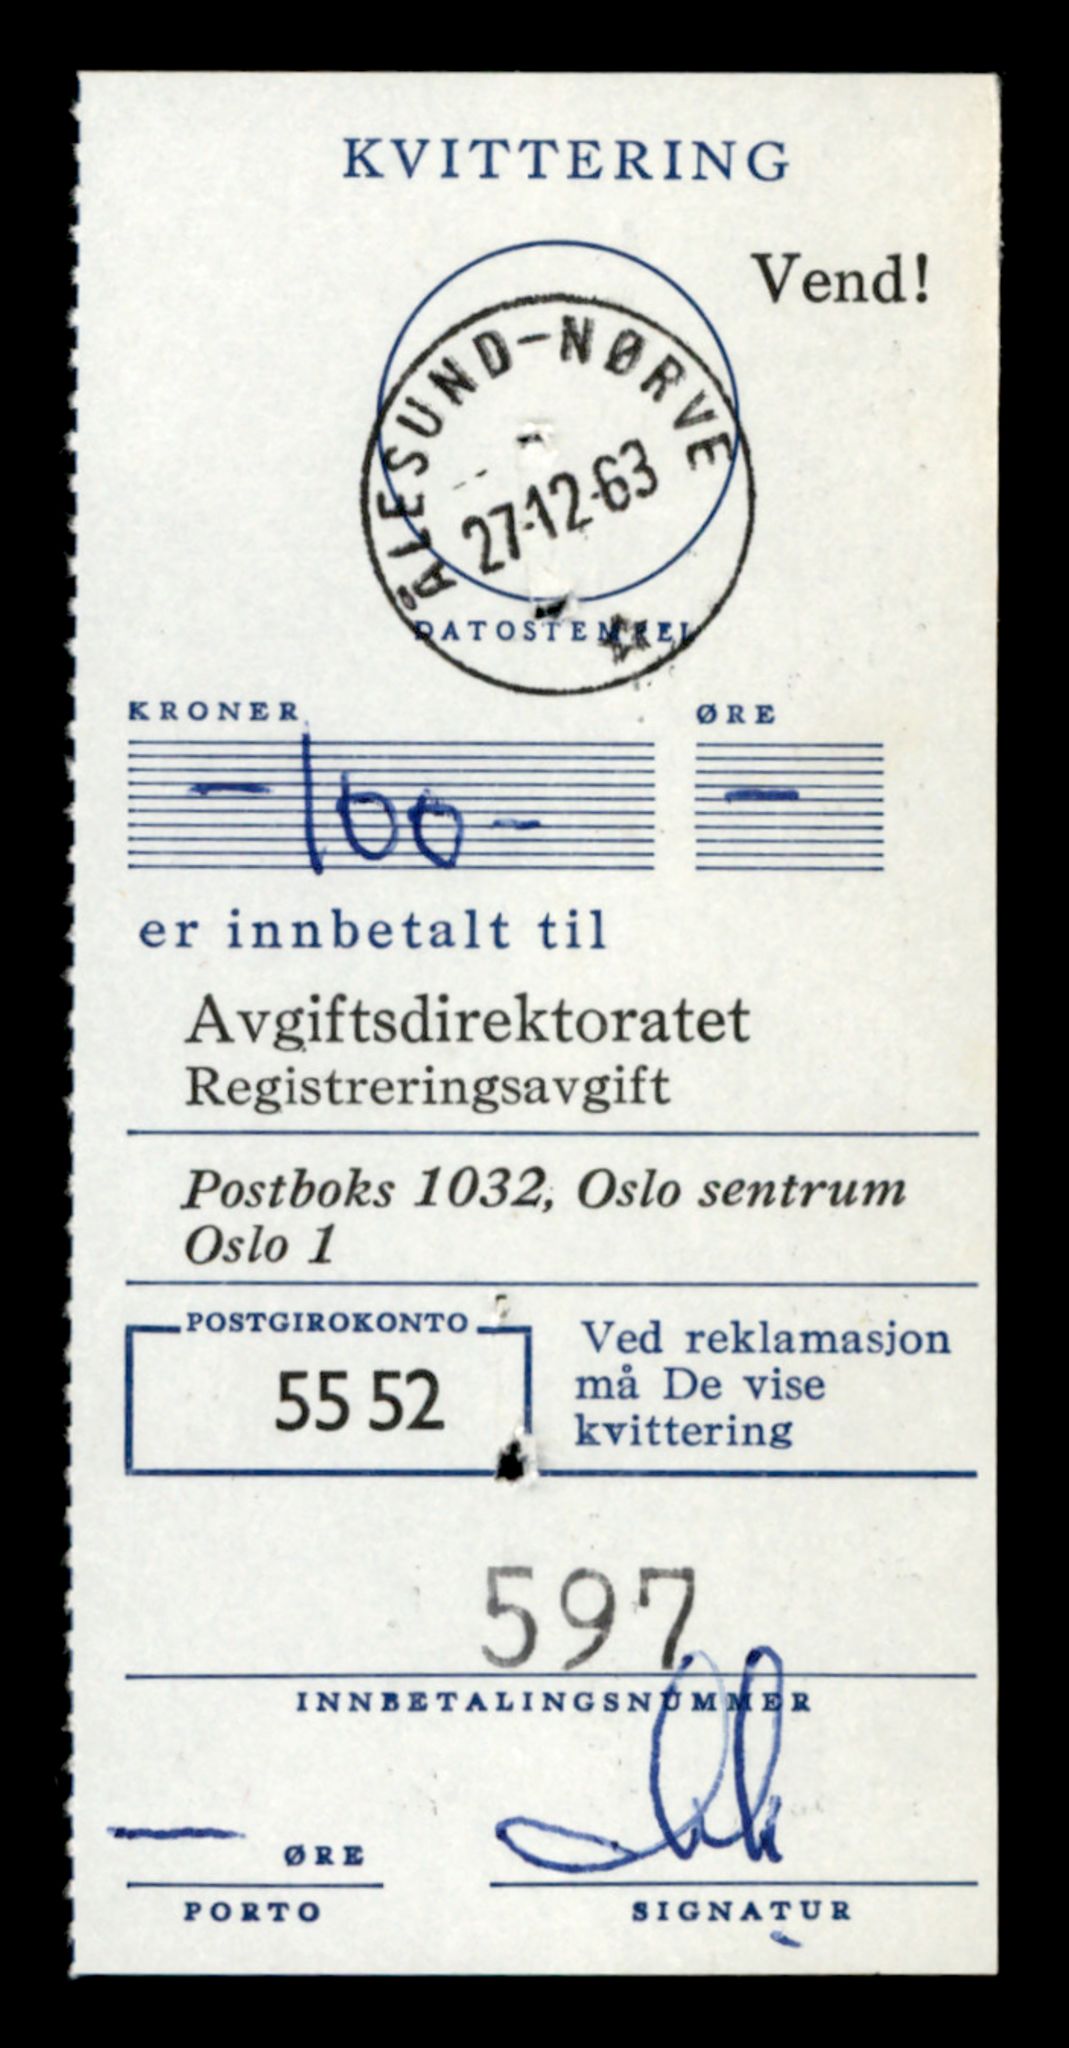 KVITTERING
Vend!
ÅLESUND-NØRVE
27-12-63
DATOSTEMPEL
KRONER
ØRE
-100-
-
er innbetalt til
Avgiftsdirektoratet
Registreringsavgift
Postboks 1032, Oslo sentrum
Oslo 1
POSTGIROKONTO
55 52
Ved reklamasjon
må De vise
kvittering
597
INNBETALINGSNUMMER
— ØRE
PORTO
SIGNATUR